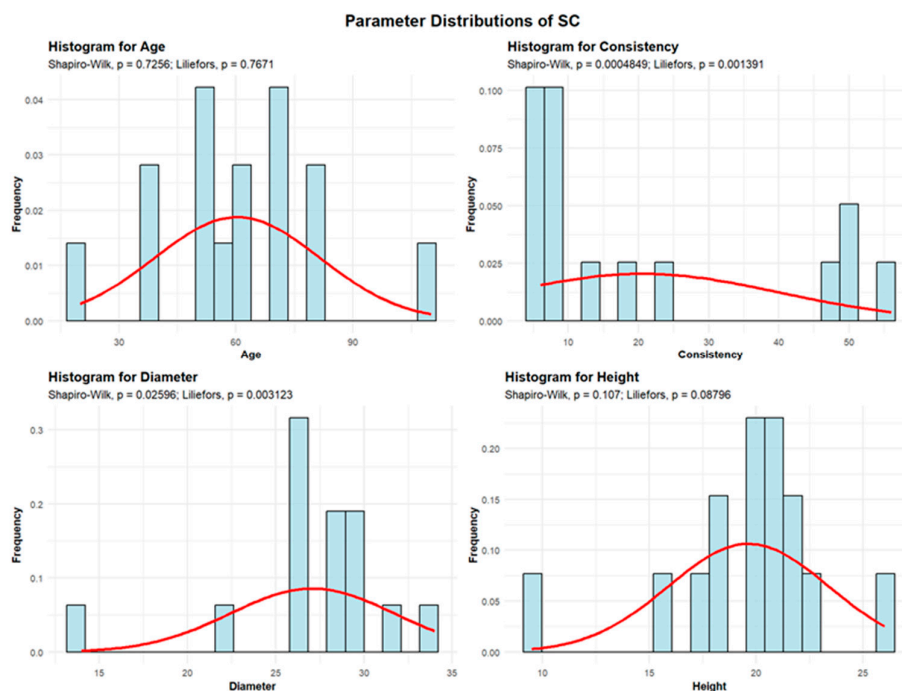 Parameter Distributions of SC
Histogram for Age
Shapiro-Wilk, p = 0.7256; Liliefors, p = 0.7671
0.04
0.03
0.02
0.01
0.00
Frequency
30 60 90
Age
Histogram for Consistency
Shapiro-Wilk, p = 0.0004849; Liliefors, p = 0.001391
0.100
0.075
0.050
0.025
0.000
Frequency
10 20 30 40 50
Consistency
Histogram for Diameter
Shapiro-Wilk, p = 0.02596; Liliefors, p = 0.003123
0.3
0.2
0.1
0.0
Frequency
15 20 25 30 35
Diameter
Histogram for Height
Shapiro-Wilk, p = 0.107; Liliefors, p = 0.08796
0.20
0.15
0.10
0.05
0.00
Frequency
10 15 20 25
Height